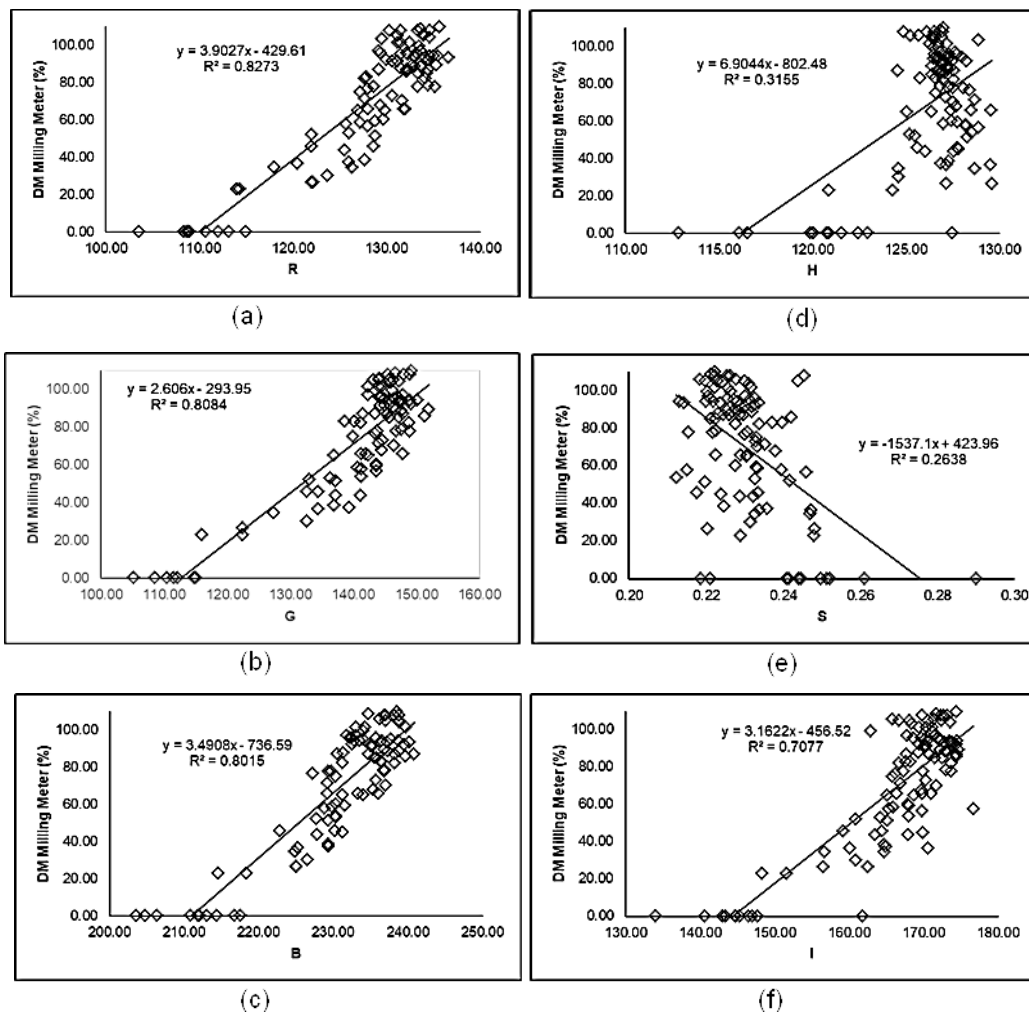 y = 3.9027x - 429.61
R² = 0.8273
DM Milling Meter (%)
100.00
80.00
60.00
40.00
20.00
0.00
100.00 110.00 120.00 130.00 140.00
R
(a)
y = 6.9044x - 802.48
R² = 0.3155
DM Milling Meter (%)
100.00
80.00
60.00
40.00
20.00
0.00
110.00 115.00 120.00 125.00 130.00
H
(d)
y = 2.606x - 293.95
R² = 0.8084
DM Milling Meter (%)
100.00
80.00
60.00
40.00
20.00
0.00
100.00 110.00 120.00 130.00 140.00 150.00 160.00
G
(b)
y = -1537.1x + 423.96
R² = 0.2638
DM Milling Meter (%)
100.00
80.00
60.00
40.00
20.00
0.00
0.20 0.22 0.24 0.26 0.28 0.30
S
(e)
y = 3.4908x - 736.59
R² = 0.8015
DM Milling Meter (%)
100.00
80.00
60.00
40.00
20.00
0.00
200.00 210.00 220.00 230.00 240.00 250.00
B
(c)
y = 3.1622x - 456.52
R² = 0.7077
DM Milling Meter (%)
100.00
80.00
60.00
40.00
20.00
0.00
130.00 140.00 150.00 160.00 170.00 180.00
I
(f)